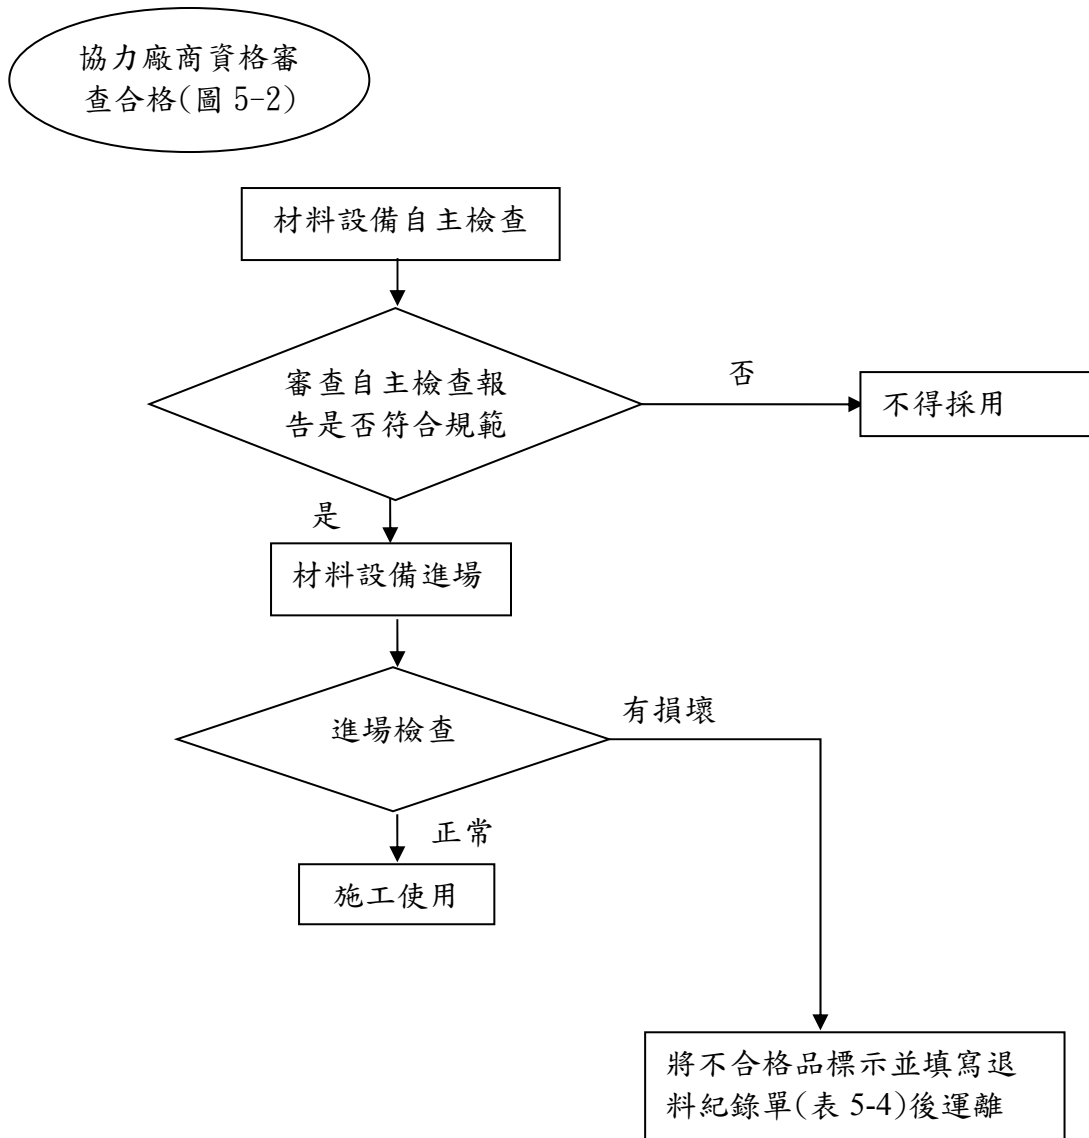 協力廠商資格審
查合格(圖 5-2)
材料設備自主檢查
審查自主檢查報
告是否符合規範
否
不得採用
是
材料設備進場
進場檢查
有損壞
正常
施工使用
將不合格品標示並填寫退
料紀錄單(表 5-4)後運離